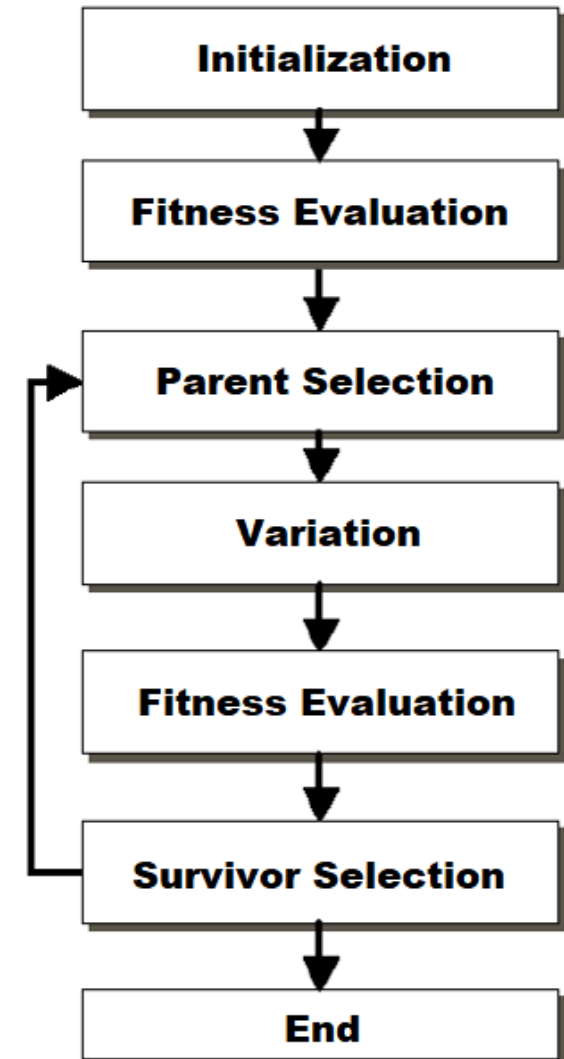 Initialization
Fitness Evaluation
Parent Selection
Variation
Fitness Evaluation
Survivor Selection
End